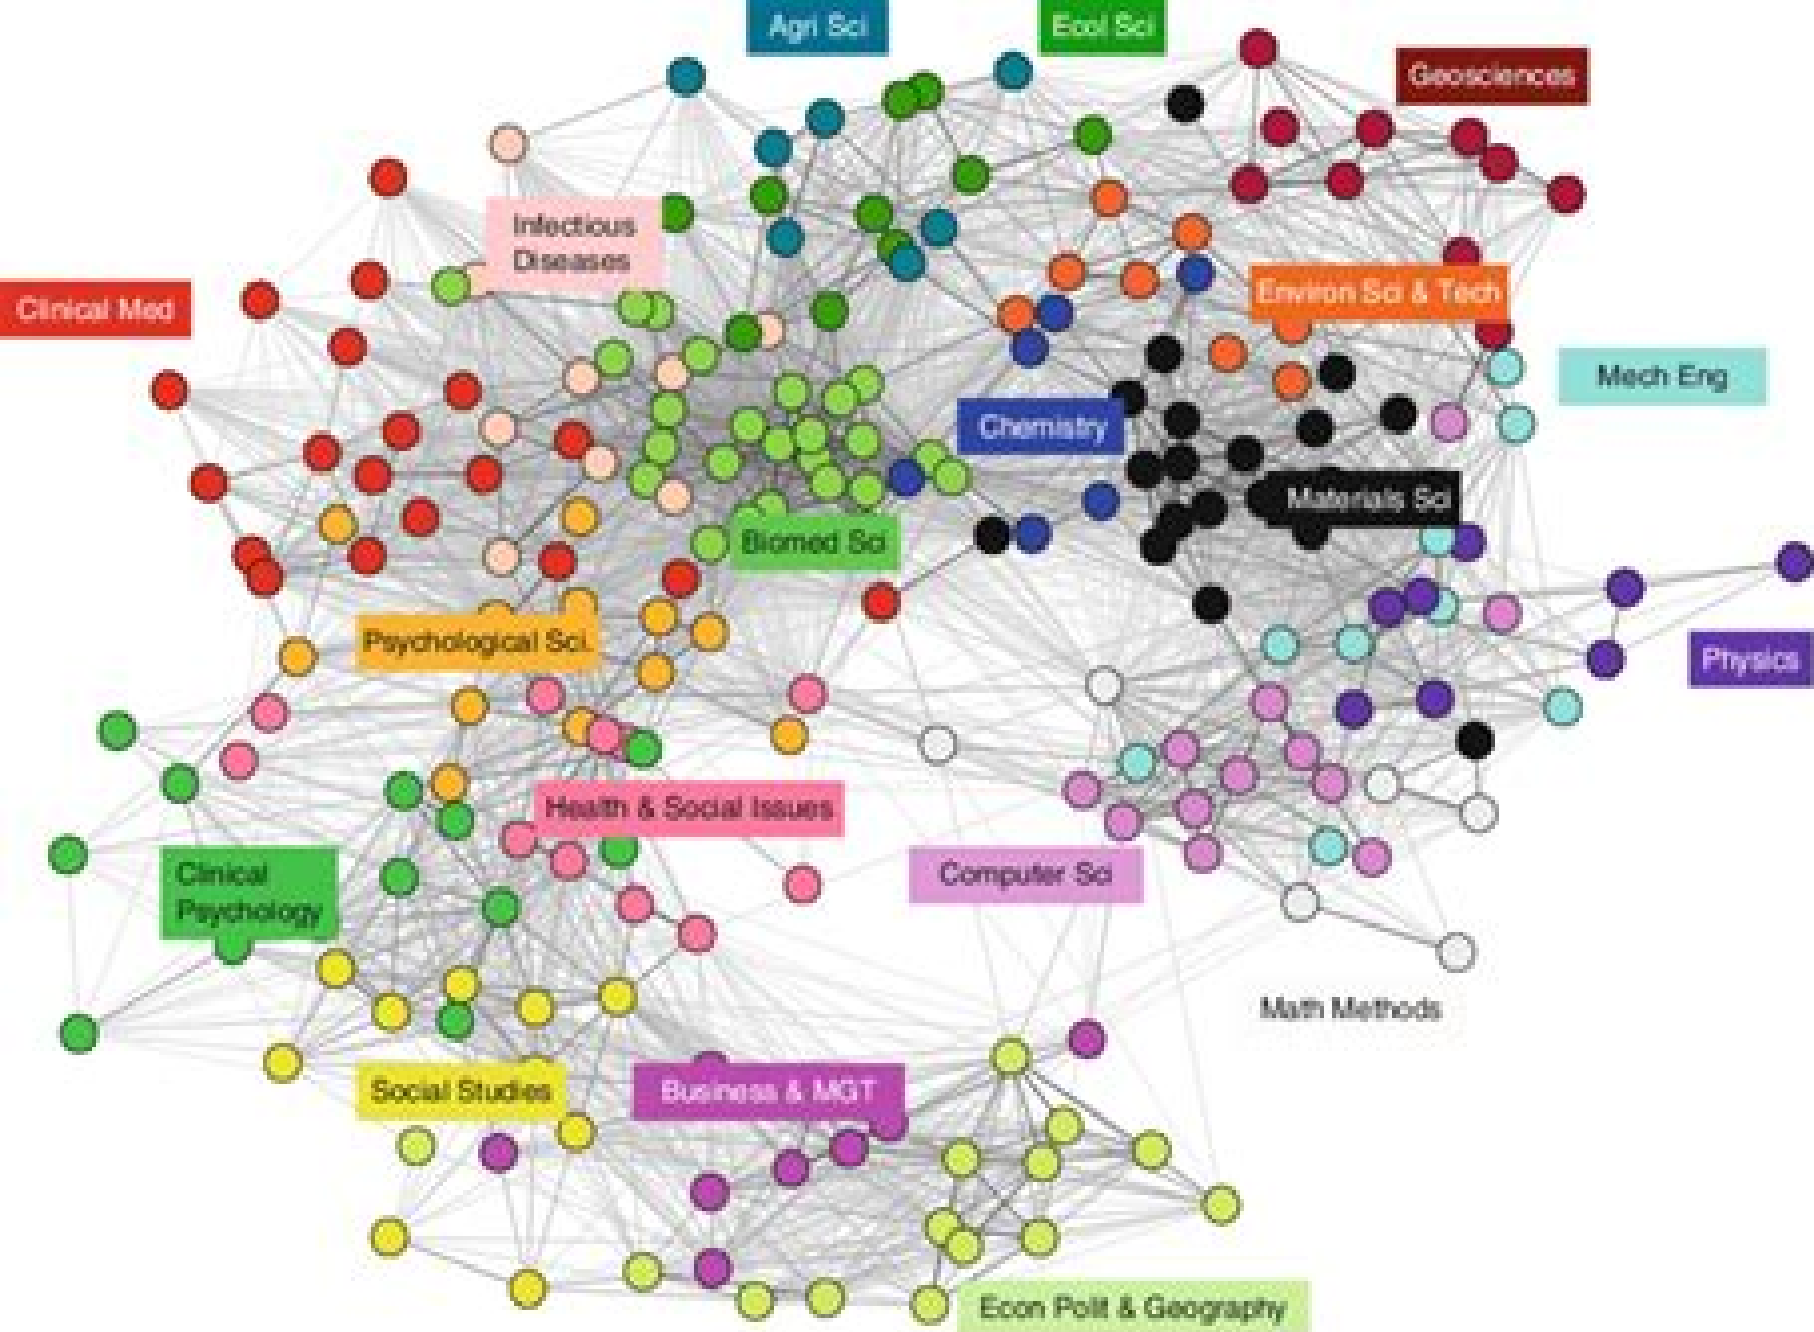 Agri Sci
Ecol Sci
Geosciences
Infectious
Diseases
Clinical Med
Environ Sci & Tech
Mech Eng
Chemistry
Materials Sci
Biomed Sci
Psychological Sci.
Physics
Health & Social Issues
Clinical
Psychology
Computer Sci
Math Methods
Social Studies
Business & MGT
Econ Polit & Geography